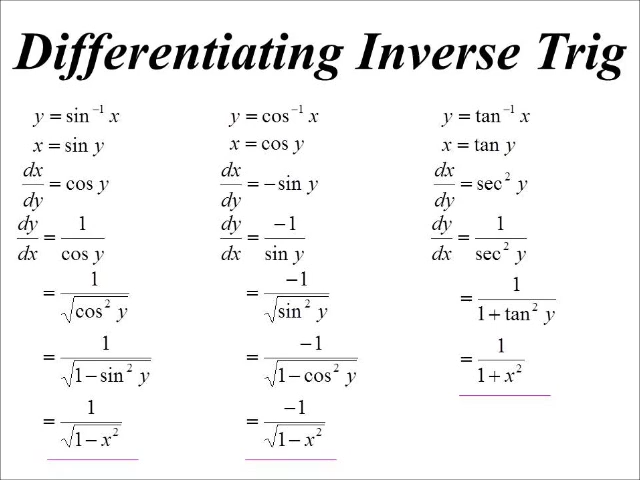 Differentiating Inverse Trig
y = sin⁻¹ x
x = sin y
dx/dy = cos y
dy/dx = 1/cos y
= 1/√(cos² y)
= 1/√(1−sin² y)
= 1/√(1−x²)
y = cos⁻¹ x
x = cos y
dx/dy = −sin y
dy/dx = −1/sin y
= −1/√(sin² y)
= −1/√(1−cos² y)
= −1/√(1−x²)
y = tan⁻¹ x
x = tan y
dx/dy = sec² y
dy/dx = 1/sec² y
= 1/(1+tan² y)
= 1/(1+x²)